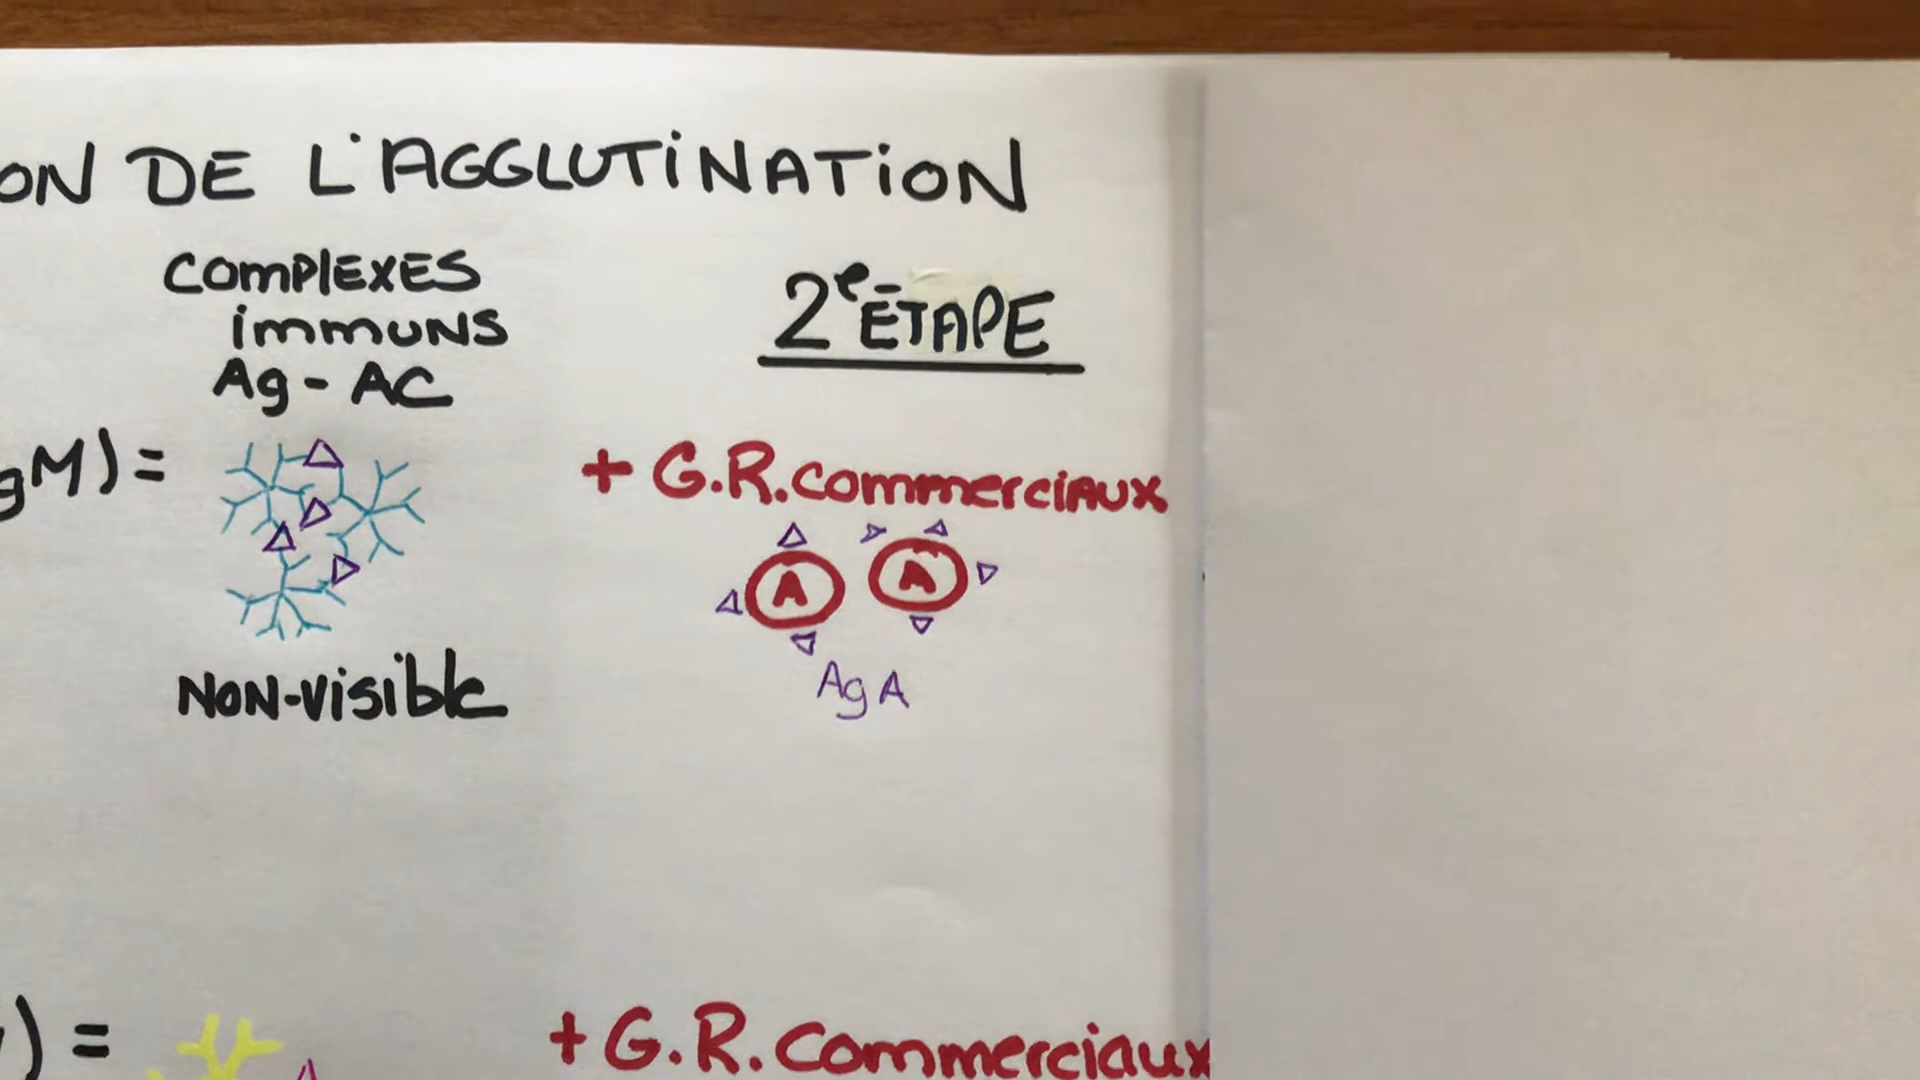 ON DE L'AGGLUTINATION
COMPLEXES
immuns
Ag - AC
2e ÉTAPE
gM) =
+ G.R. commerciaux
A A
Ag A
NON-visible
) =
+ G.R. Commerciaux